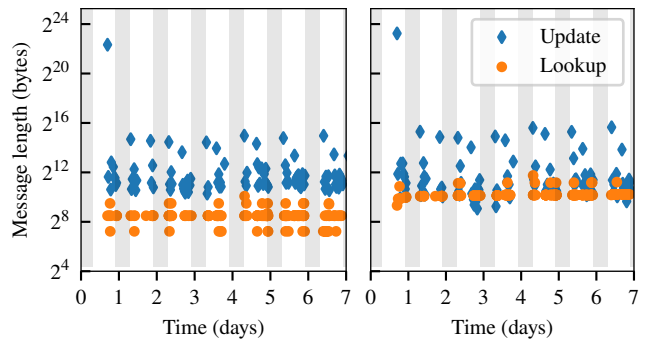 2^24
2^20
2^16
2^12
2^8
2^4
Message length (bytes)
0 1 2 3 4 5 6 7
Time (days)
Update
Lookup
0 1 2 3 4 5 6 7
Time (days)